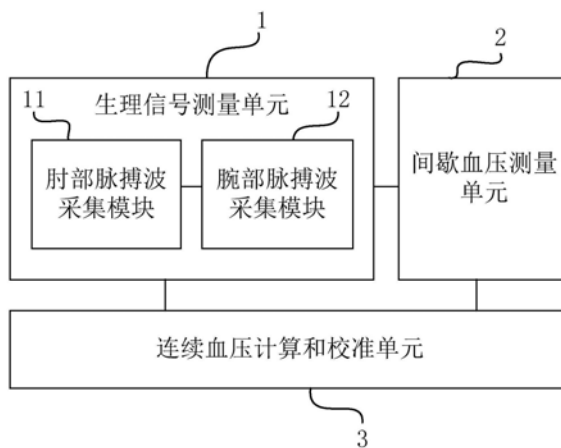 1
2
生理信号测量单元
11
12
肘部脉搏波
采集模块
腕部脉搏波
采集模块
间歇血压测量
单元
连续血压计算和校准单元
3